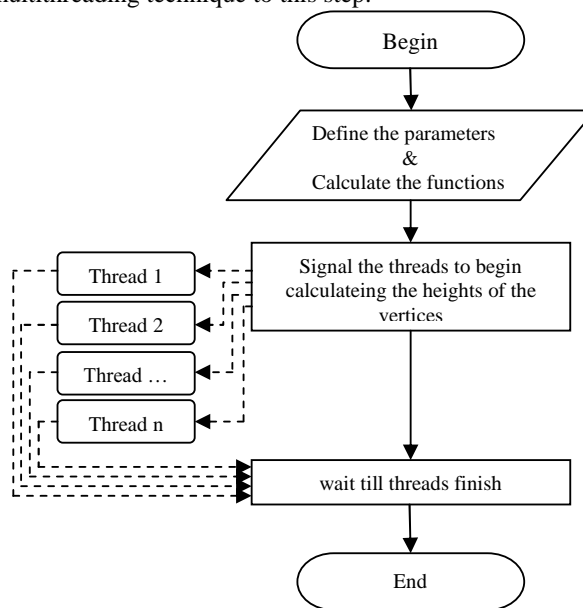 multithreading technique to this step.
Begin
Define the parameters
&
Calculate the functions
Signal the threads to begin
calculateing the heights of the
vertices
Thread 1
Thread 2
Thread …
Thread n
wait till threads finish
End